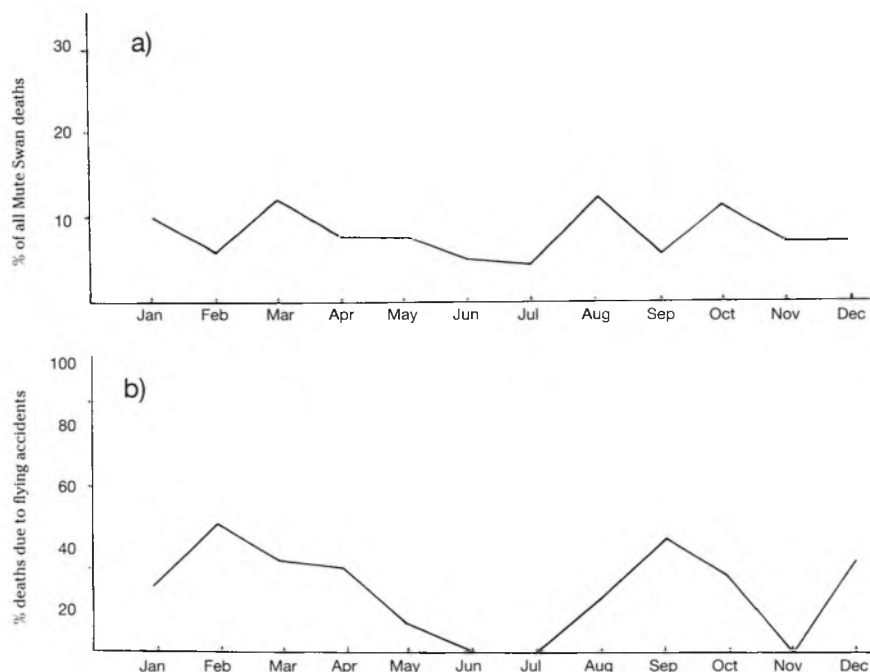 a)
% of all Mute Swan deaths
30
20
10
Jan Feb Mar Apr May Jun Jul Aug Sep Oct Nov Dec
b)
% deaths due to flying accidents
100
80
60
40
20
Jan Feb Mar Apr May Jun Jul Aug Sep Oct Nov Dec